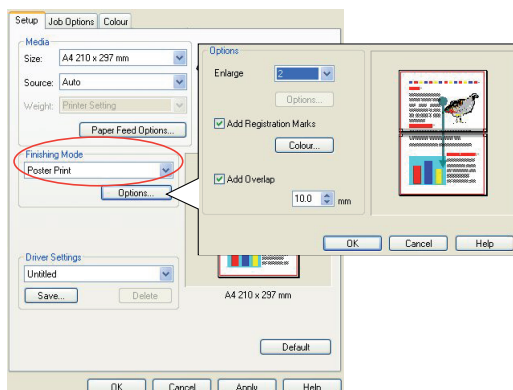 Setup Job Options Colour
Media
Size: A4 210 x 297 mm
Source: Auto
Weight: Printer Setting
Paper Feed Options...
Finishing Mode
Poster Print
Options...
Driver Settings
Untitled
Save... Delete
A4 210 x 297 mm
Default
OK Cancel Apply Help
Options
Enlarge 2
Options...
Add Registration Marks
Colour...
Add Overlap
10.0 mm
OK Cancel Help